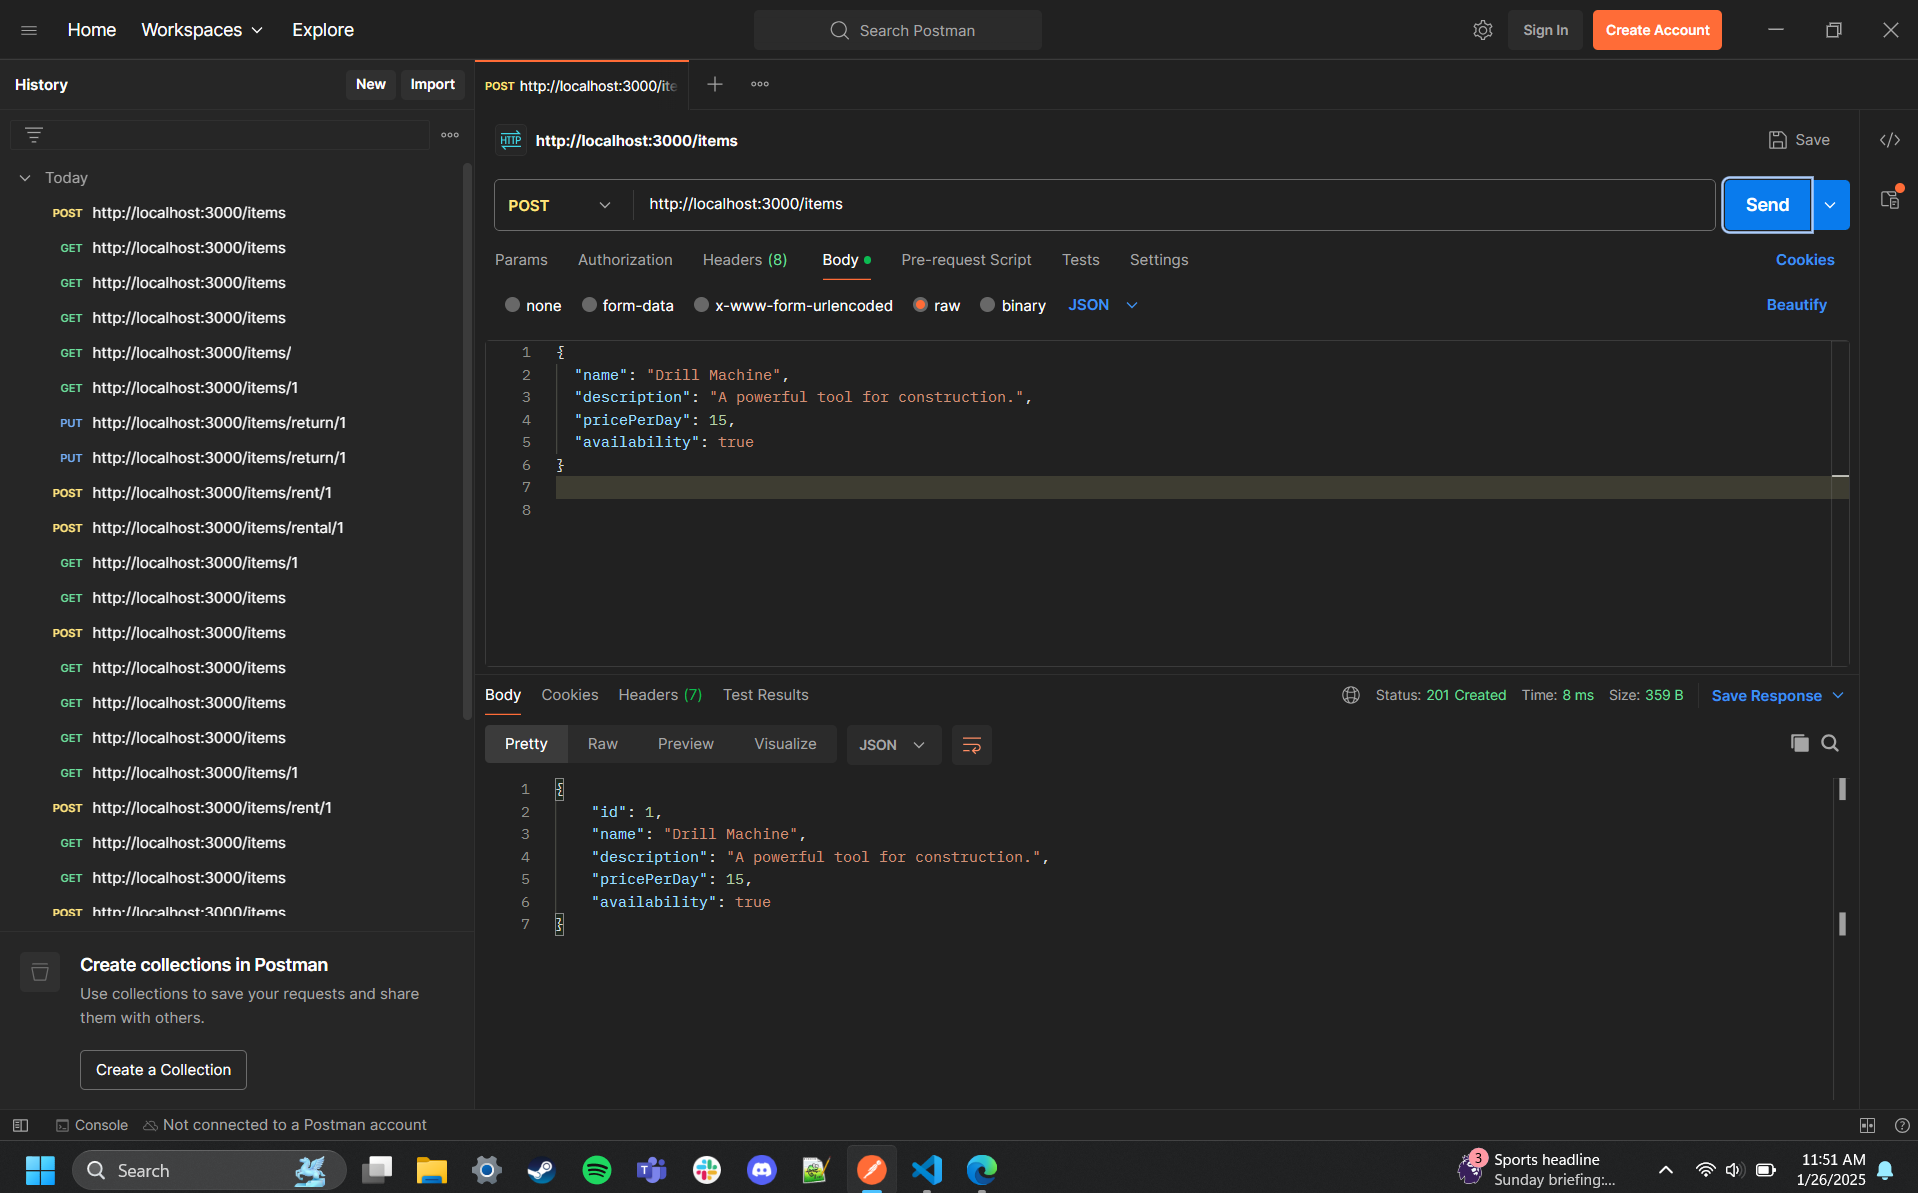 Home Workspaces Explore
Search Postman
Sign In Create Account
History
New Import
Today
POST http://localhost:3000/items
GET http://localhost:3000/items
GET http://localhost:3000/items
GET http://localhost:3000/items
GET http://localhost:3000/items/
GET http://localhost:3000/items/1
PUT http://localhost:3000/items/return/1
PUT http://localhost:3000/items/return/1
POST http://localhost:3000/items/rent/1
POST http://localhost:3000/items/rental/1
GET http://localhost:3000/items/1
GET http://localhost:3000/items
POST http://localhost:3000/items
GET http://localhost:3000/items
GET http://localhost:3000/items
GET http://localhost:3000/items
GET http://localhost:3000/items/1
POST http://localhost:3000/items/rent/1
GET http://localhost:3000/items
GET http://localhost:3000/items
POST http://localhost:3000/items
Create collections in Postman
Use collections to save your requests and share
them with others.
Create a Collection
POST http://localhost:3000/ite
HTTP http://localhost:3000/items
Save
POST http://localhost:3000/items
Send
Params Authorization Headers (8) Body Pre-request Script Tests Settings
Cookies
none form-data x-www-form-urlencoded raw binary JSON
Beautify
1 {
2 "name": "Drill Machine",
3 "description": "A powerful tool for construction.",
4 "pricePerDay": 15,
5 "availability": true
6 }
7
8
Body Cookies Headers (7) Test Results
Status: 201 Created Time: 8 ms Size: 359 B Save Response
Pretty Raw Preview Visualize JSON
1 {
2 "id": 1,
3 "name": "Drill Machine",
4 "description": "A powerful tool for construction.",
5 "pricePerDay": 15,
6 "availability": true
7 }
Console Not connected to a Postman account
Search
3
Sports headline
Sunday briefing:...
11:51 AM
1/26/2025